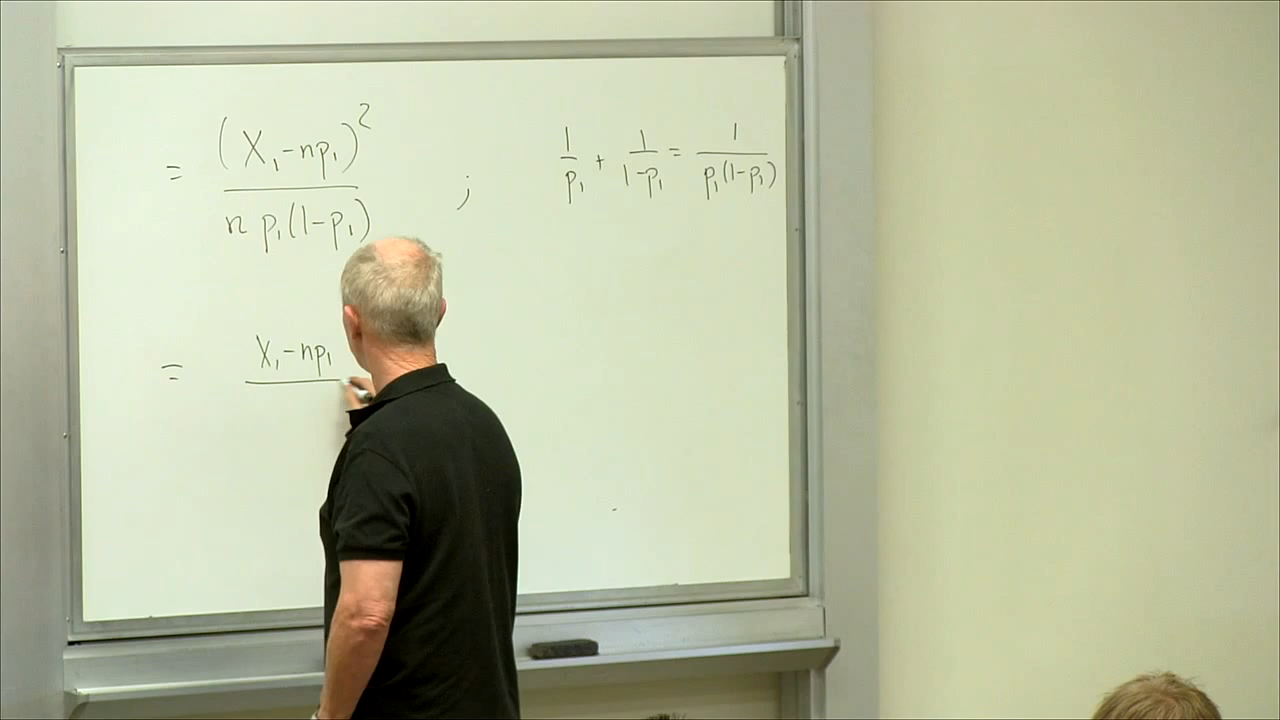 = (X₁-np₁)² / n p₁(1-p₁) ; 1/p₁ + 1/1-p₁ = 1/p₁(1-p₁)
= X₁-np₁